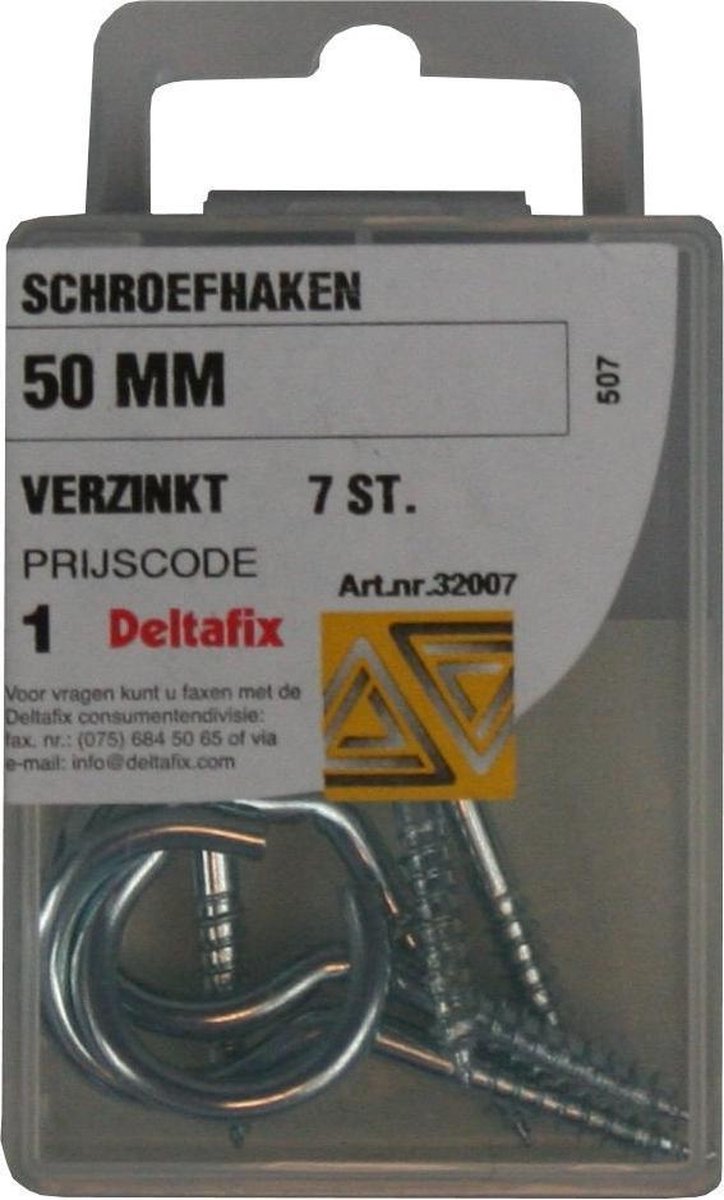 SCHROEFHAKEN
50 MM
507
VERZINKT 7 ST.
PRIJSCODE
Art.nr.32007
1 Deltafix
Voor vragen kunt u faxen met de
Deltafix consumentendivisie:
fax. nr.: (075) 684 50 65 of via
e-mail: info@deltafix.com